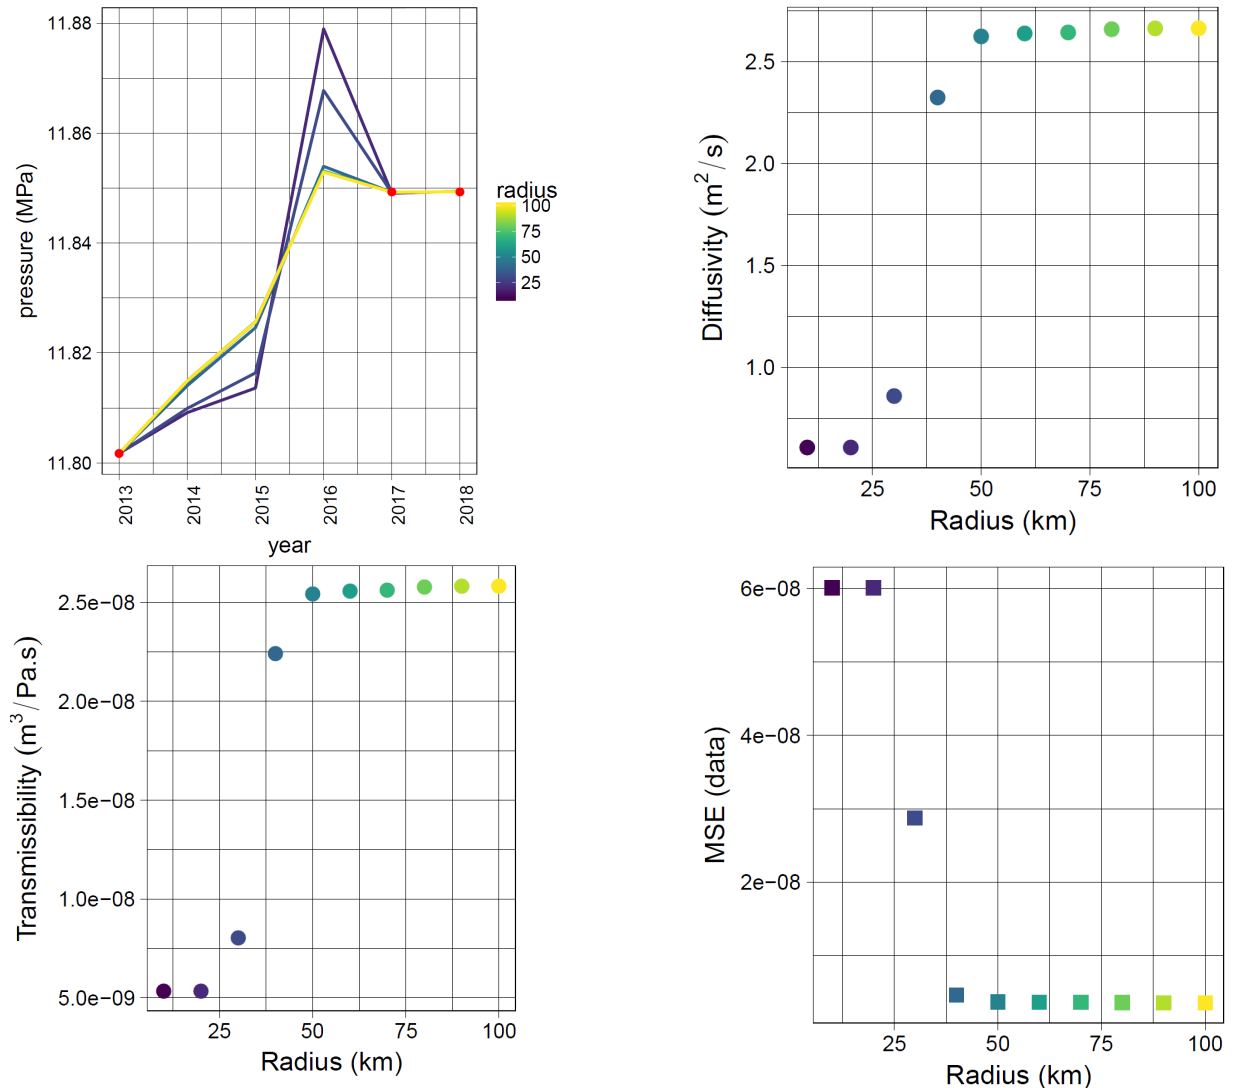 11.88
11.86
11.84
11.82
11.80
pressure (MPa)
2013
2014
2015
2016
2017
2018
year
radius
100
75
50
25
2.5
2.0
1.5
1.0
Diffusivity (m²/s)
25
50
75
100
Radius (km)
2.5e−08
2.0e−08
1.5e−08
1.0e−08
5.0e−09
Transmissibility (m³/Pa.s)
25
50
75
100
Radius (km)
6e−08
4e−08
2e−08
MSE (data)
25
50
75
100
Radius (km)